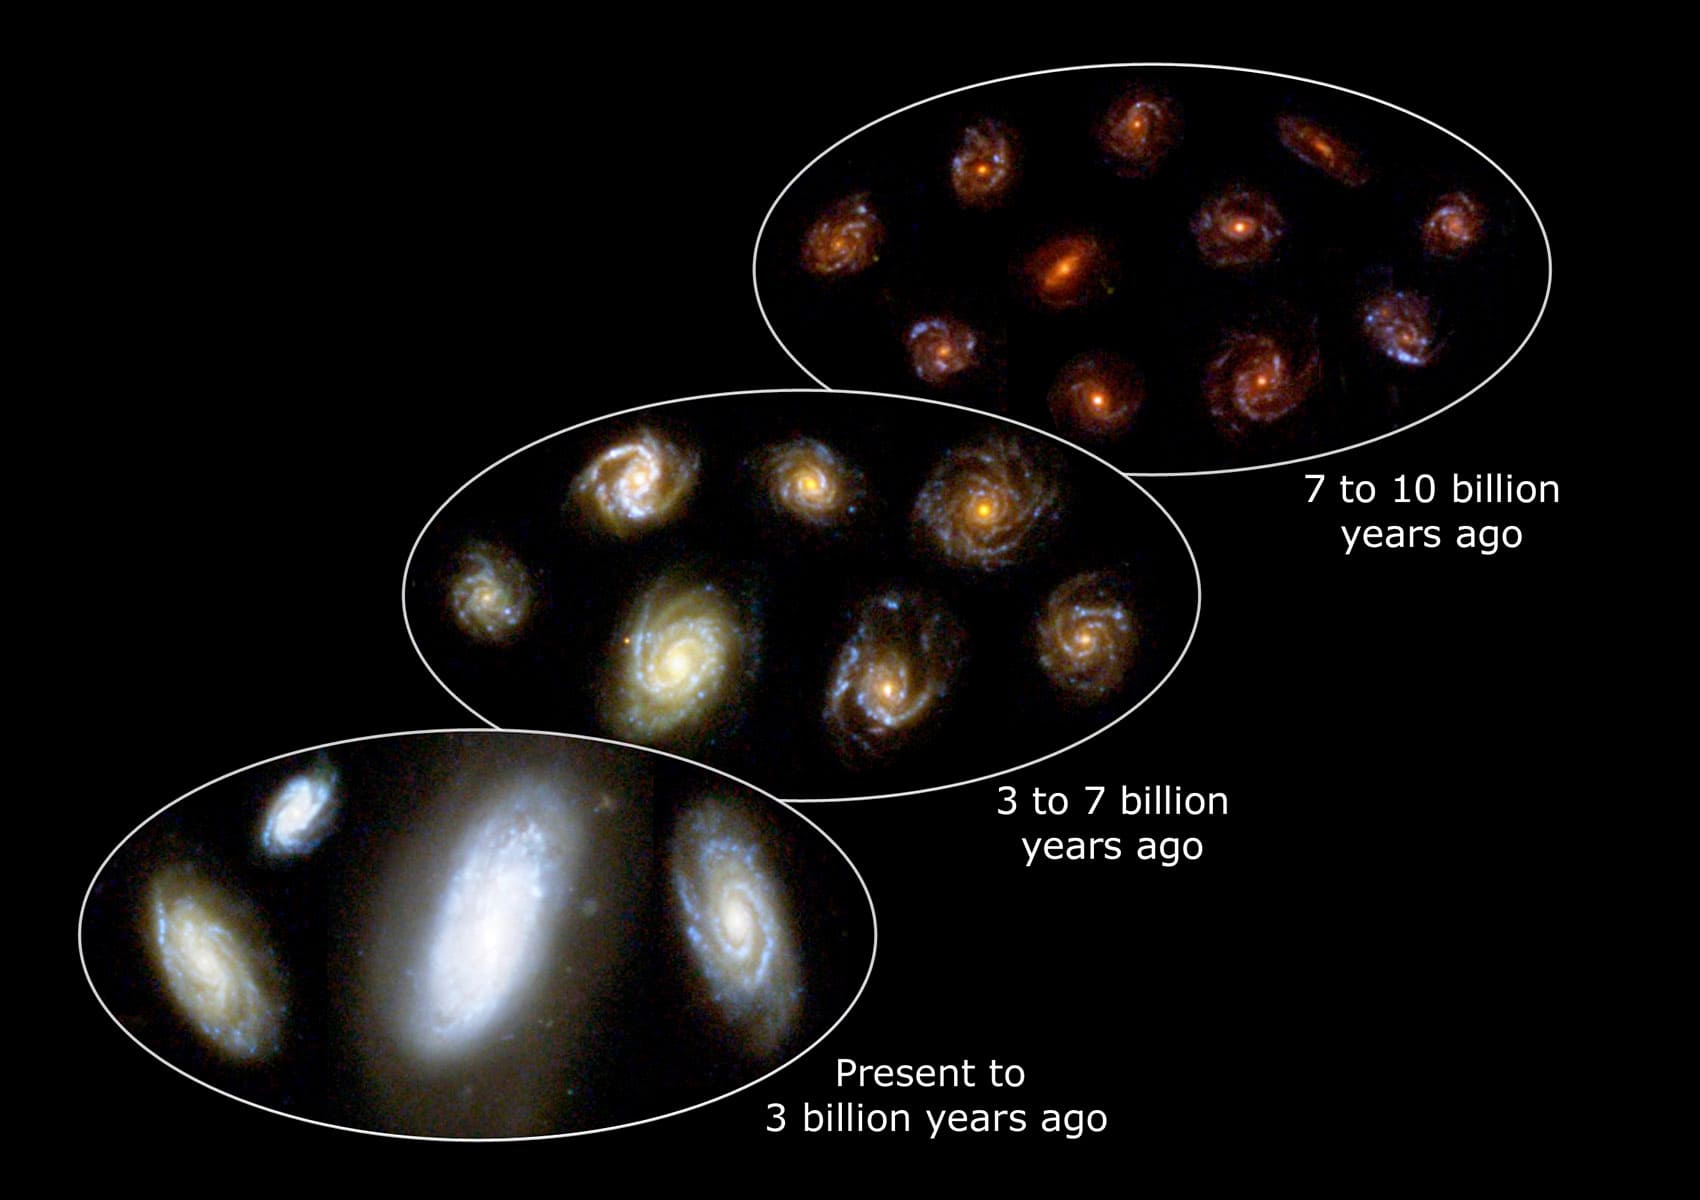 7 to 10 billion
years ago
3 to 7 billion
years ago
Present to
3 billion years ago